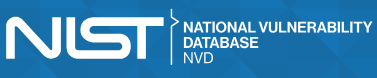 NIST
NATIONAL VULNERABILITY
DATABASE
NVD